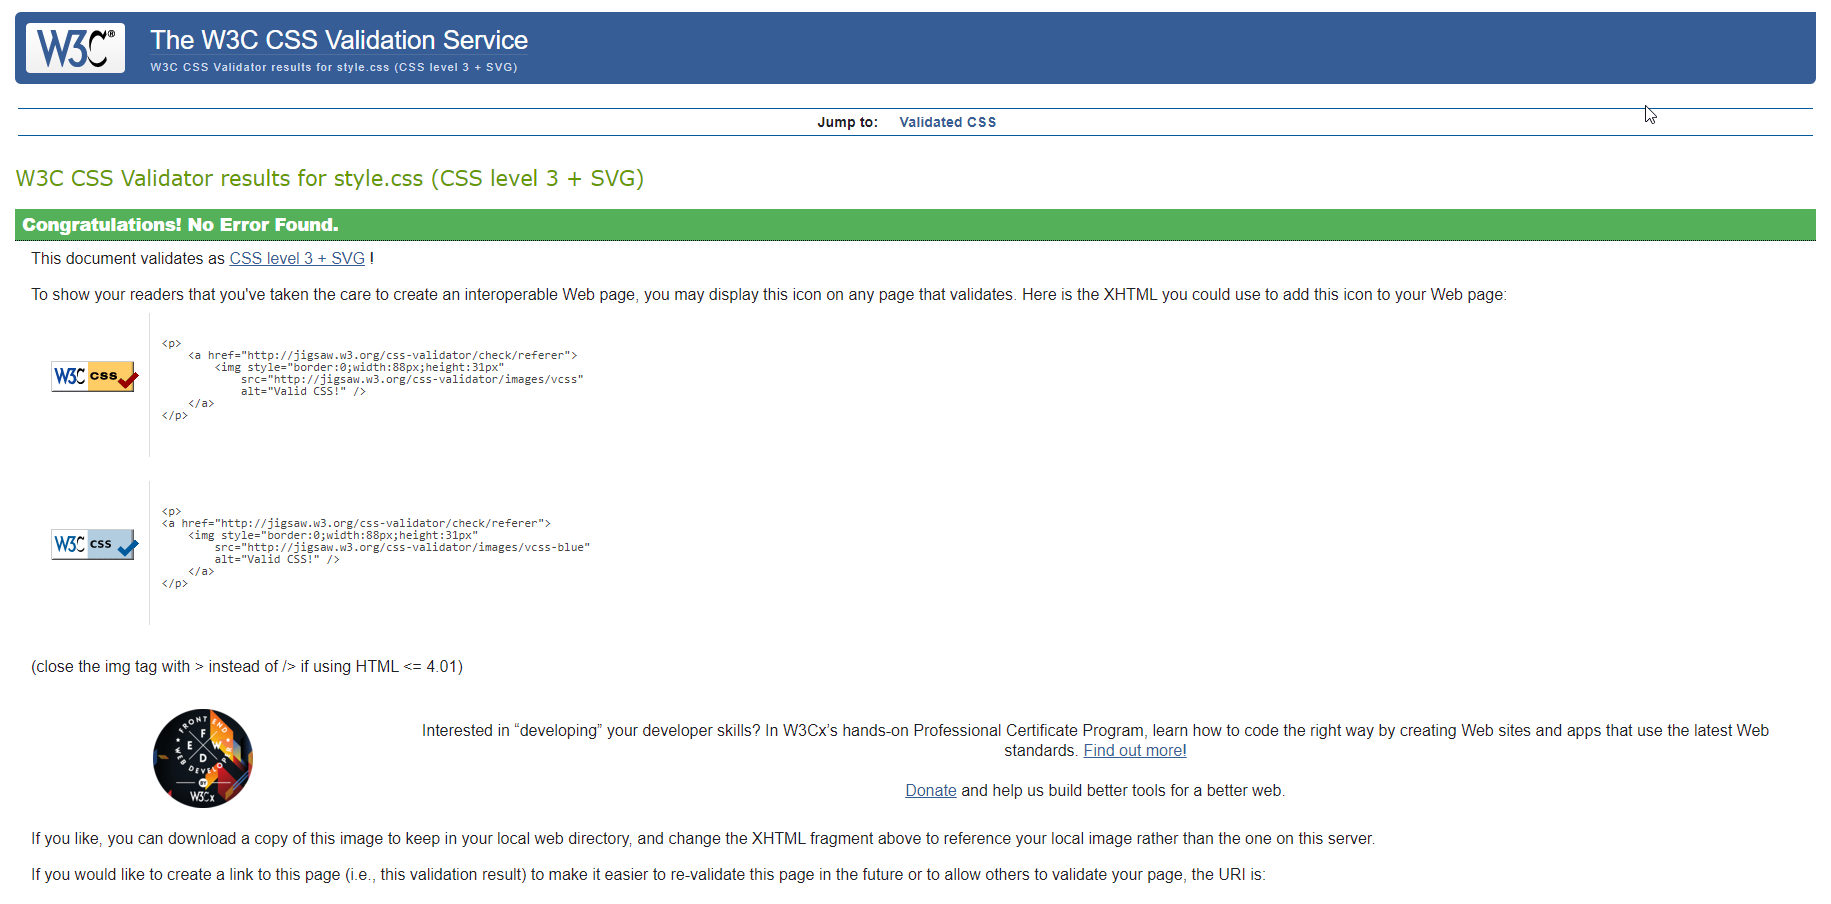 W3C®
The W3C CSS Validation Service
W3C CSS Validator results for style.css (CSS level 3 + SVG)
Jump to: Validated CSS
W3C CSS Validator results for style.css (CSS level 3 + SVG)
Congratulations! No Error Found.
This document validates as CSS level 3 + SVG !
To show your readers that you've taken the care to create an interoperable Web page, you may display this icon on any page that validates. Here is the XHTML you could use to add this icon to your Web page:
W3C css
<p>
<a href="http://jigsaw.w3.org/css-validator/check/referer">
<img style="border:0;width:88px;height:31px"
src="http://jigsaw.w3.org/css-validator/images/vcss"
alt="Valid CSS!" />
</a>
</p>
W3C css
<p>
<a href="http://jigsaw.w3.org/css-validator/check/referer">
<img style="border:0;width:88px;height:31px"
src="http://jigsaw.w3.org/css-validator/images/vcss-blue"
alt="Valid CSS!" />
</a>
</p>
(close the img tag with > instead of /> if using HTML <= 4.01)
FRONT END
WEB DEVELOPER
F
E W
D
BY
W3Cx
Interested in “developing” your developer skills? In W3Cx’s hands-on Professional Certificate Program, learn how to code the right way by creating Web sites and apps that use the latest Web
standards. Find out more!
Donate and help us build better tools for a better web.
If you like, you can download a copy of this image to keep in your local web directory, and change the XHTML fragment above to reference your local image rather than the one on this server.
If you would like to create a link to this page (i.e., this validation result) to make it easier to re-validate this page in the future or to allow others to validate your page, the URI is: